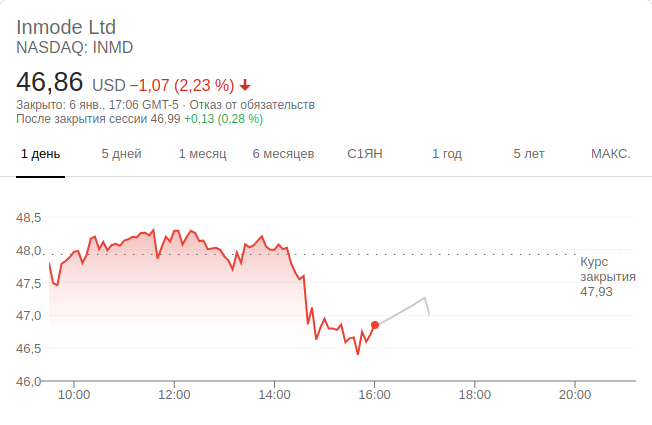 Inmode Ltd
NASDAQ: INMD
46,86 USD −1,07 (2,23 %)
Закрыто: 6 янв., 17:06 GMT-5 · Отказ от обязательств
После закрытия сессии 46,99 +0,13 (0,28 %)
1 день 5 дней 1 месяц 6 месяцев С1ЯН 1 год 5 лет МАКС.
48,5
48,0
Курс
закрытия
47,93
47,5
47,0
46,5
46,0
10:00 12:00 14:00 16:00 18:00 20:00